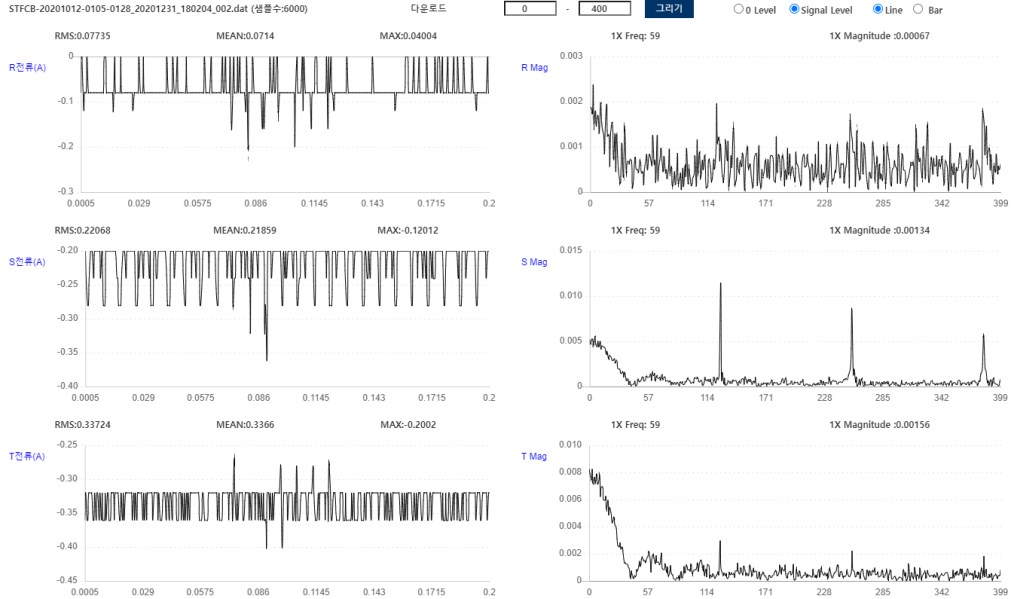 STFCB-20201012-0105-0128_20201231_180204_002.dat (샘플수:6000) 다운로드 0 - 400 그리기 0 Level Signal Level Line Bar
RMS:0.07735 MEAN:0.0714 MAX:0.04004 1X Freq: 59 1X Magnitude :0.00067
R전류(A)
0
-0.1
-0.2
-0.3
0.0005 0.029 0.0575 0.086 0.1145 0.143 0.1715 0.2
R Mag
0.003
0.002
0.001
0
0 57 114 171 228 285 342 399
RMS:0.22068 MEAN:0.21859 MAX:-0.12012 1X Freq: 59 1X Magnitude :0.00134
S전류(A)
-0.20
-0.25
-0.30
-0.35
-0.40
0.0005 0.029 0.0575 0.086 0.1145 0.143 0.1715 0.2
S Mag
0.015
0.010
0.005
0
0 57 114 171 228 285 342 399
RMS:0.33724 MEAN:0.3366 MAX:-0.2002 1X Freq: 59 1X Magnitude :0.00156
T전류(A)
-0.25
-0.30
-0.35
-0.40
-0.45
0.0005 0.029 0.0575 0.086 0.1145 0.143 0.1715 0.2
T Mag
0.010
0.008
0.006
0.004
0.002
0
0 57 114 171 228 285 342 399